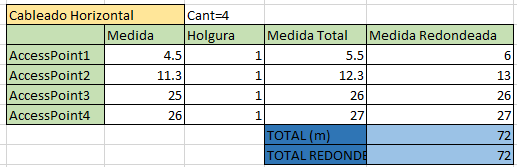 Cableado Horizontal Cant=4
Medida Holgura Medida Total Medida Redondeada
AccessPoint1 4.5 1 5.5 6
AccessPoint2 11.3 1 12.3 13
AccessPoint3 25 1 26 26
AccessPoint4 26 1 27 27
TOTAL (m) 72
TOTAL REDONDE 72